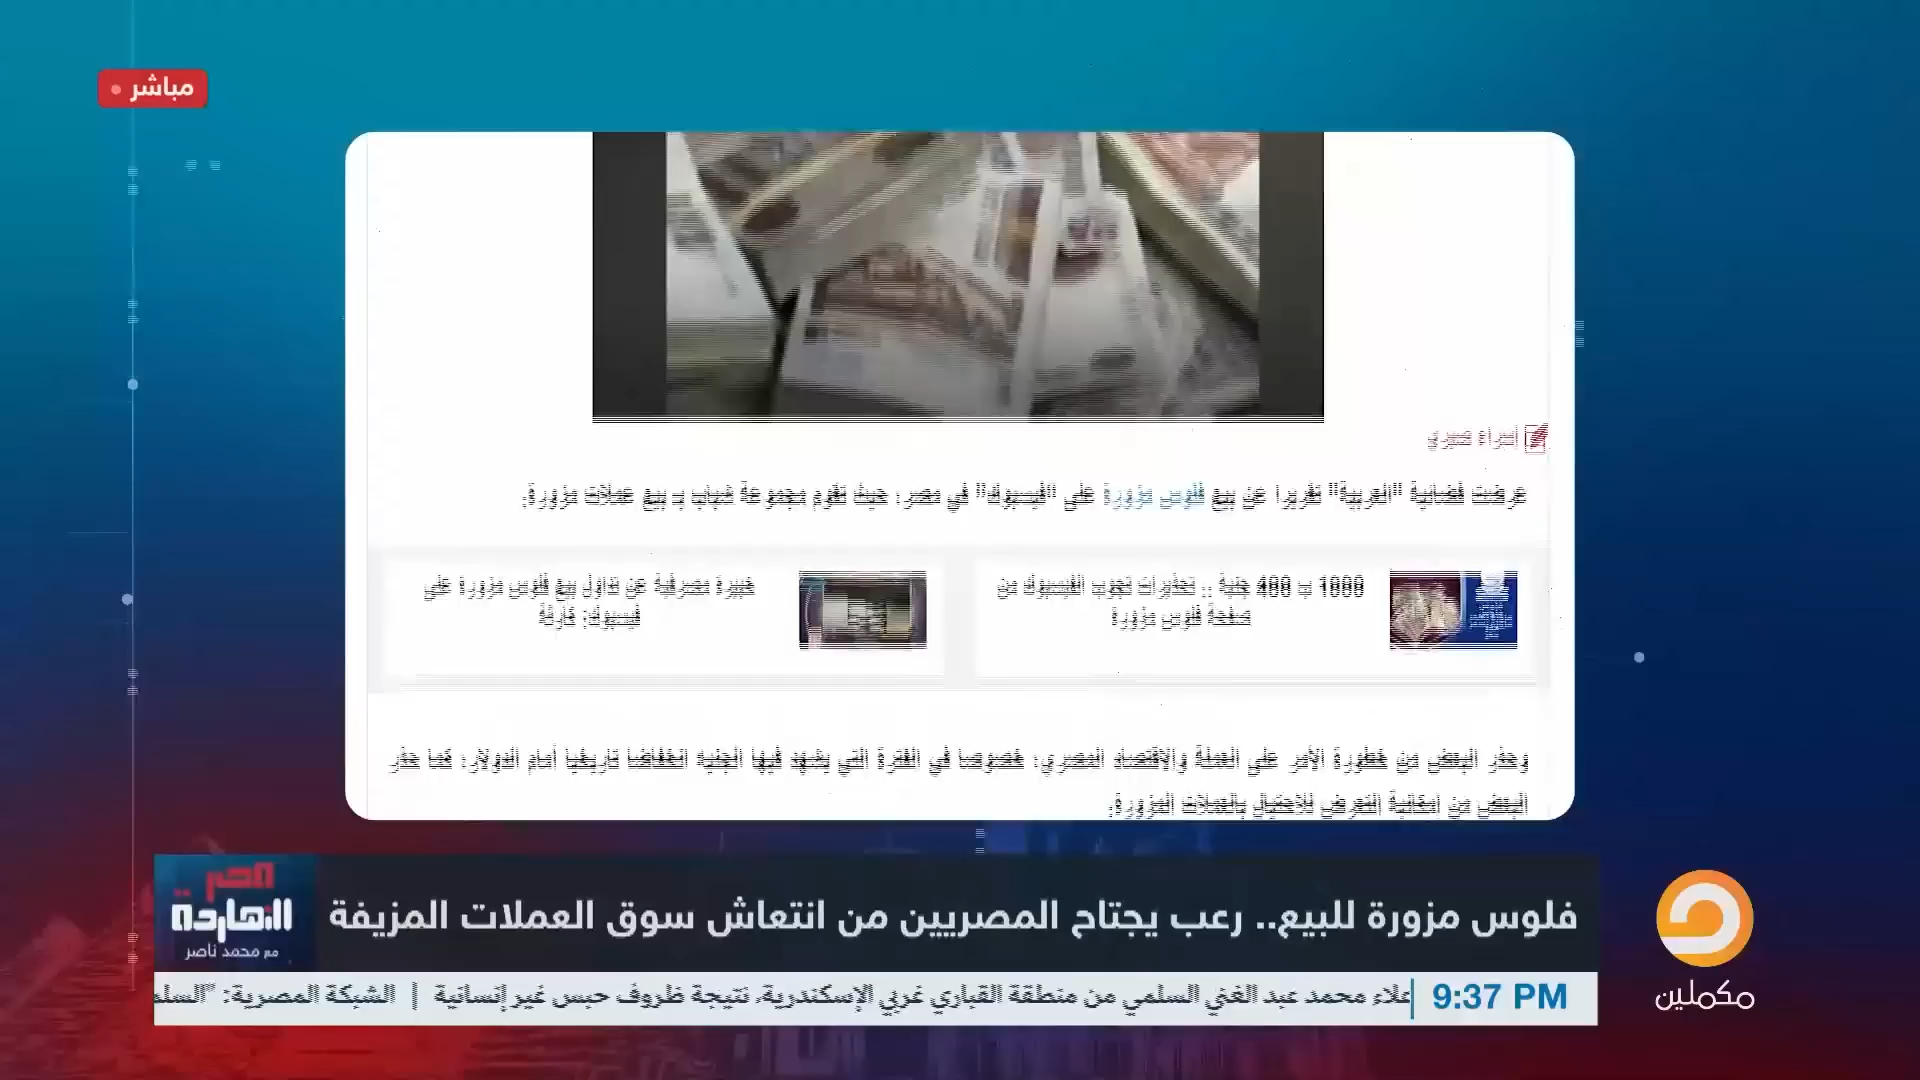 مباشر
إسراء صبري
عرضت فضائية "العربية" تقريرا عن بيع فلوس مزورة على "فيسبوك" في مصر، حيث تقوم مجموعة شباب بـ بيع عملات مزورة.
1000 ب 400 جنية .. تحذيرات تجوب الفيسبوك من
صفحة فلوس مزورة
خبيرة مصرفية عن تداول بيع فلوس مزورة على
فيسبوك: كارثة
وحذر البعض من خطورة الأمر على العملة والاقتصاد المصري، خصوصا في الفترة التي يشهد فيها الجنيه انخفاضا تاريخيا أمام الدولار، كما حذر
البعض من إمكانية التعرض للاحتيال بالعملات المزورة.
مصر
النهاردة
مع محمد ناصر
فلوس مزورة للبيع.. رعب يجتاح المصريين من انتعاش سوق العملات المزيفة
9:37 PM
علاء محمد عبد الغني السلمي من منطقة القباري غربي الإسكندرية، نتيجة ظروف حبس غير إنسانية | الشبكة المصرية: "السلم
مكملين